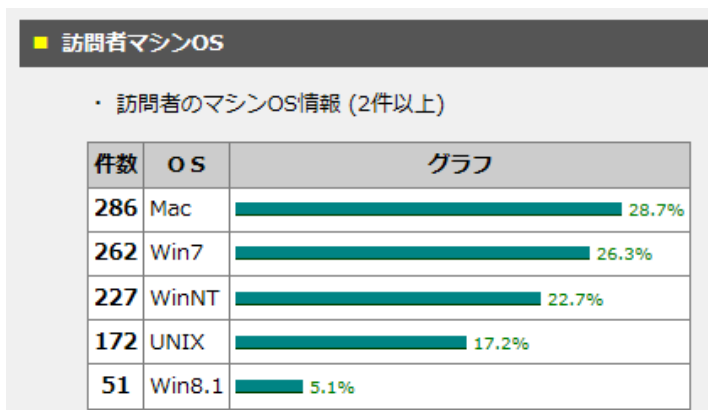 ■ 訪問者マシンOS
・ 訪問者のマシンOS情報 (2件以上)
件数 OS グラフ
286 Mac 28.7%
262 Win7 26.3%
227 WinNT 22.7%
172 UNIX 17.2%
51 Win8.1 5.1%